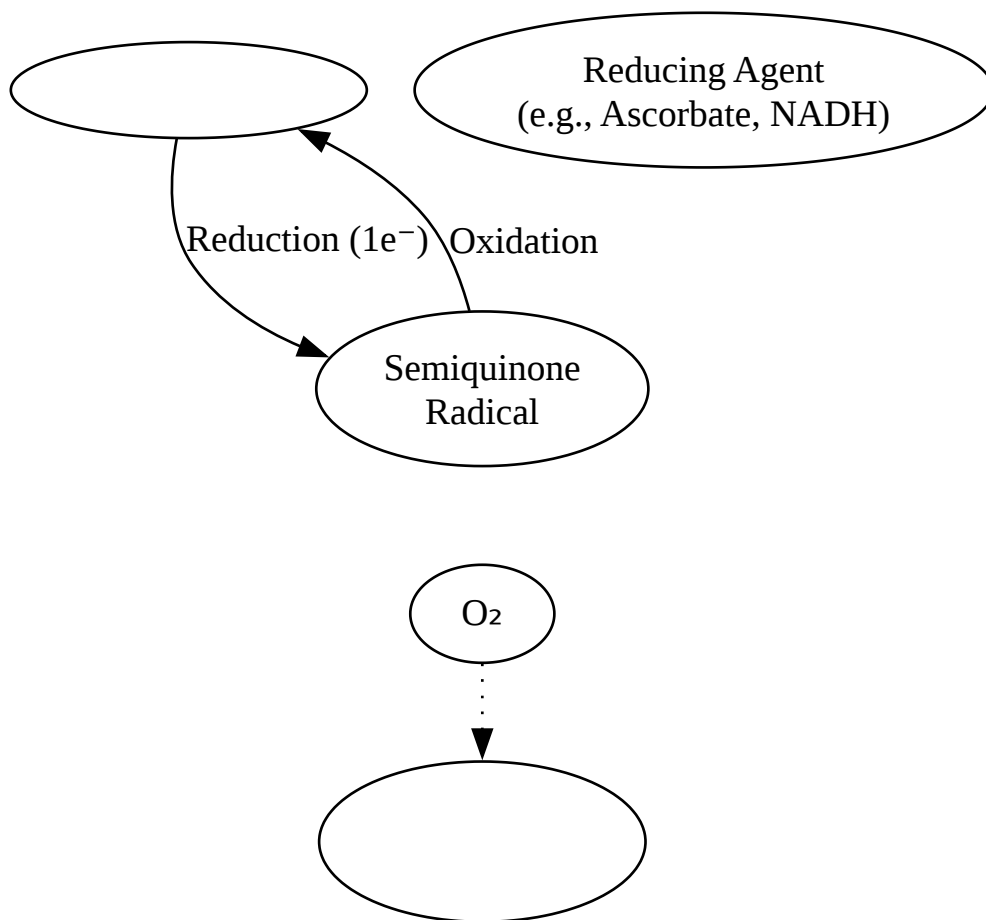 Reducing Agent
(e.g., Ascorbate, NADH)
Reduction (1e⁻)
Oxidation
Semiquinone
Radical
O₂